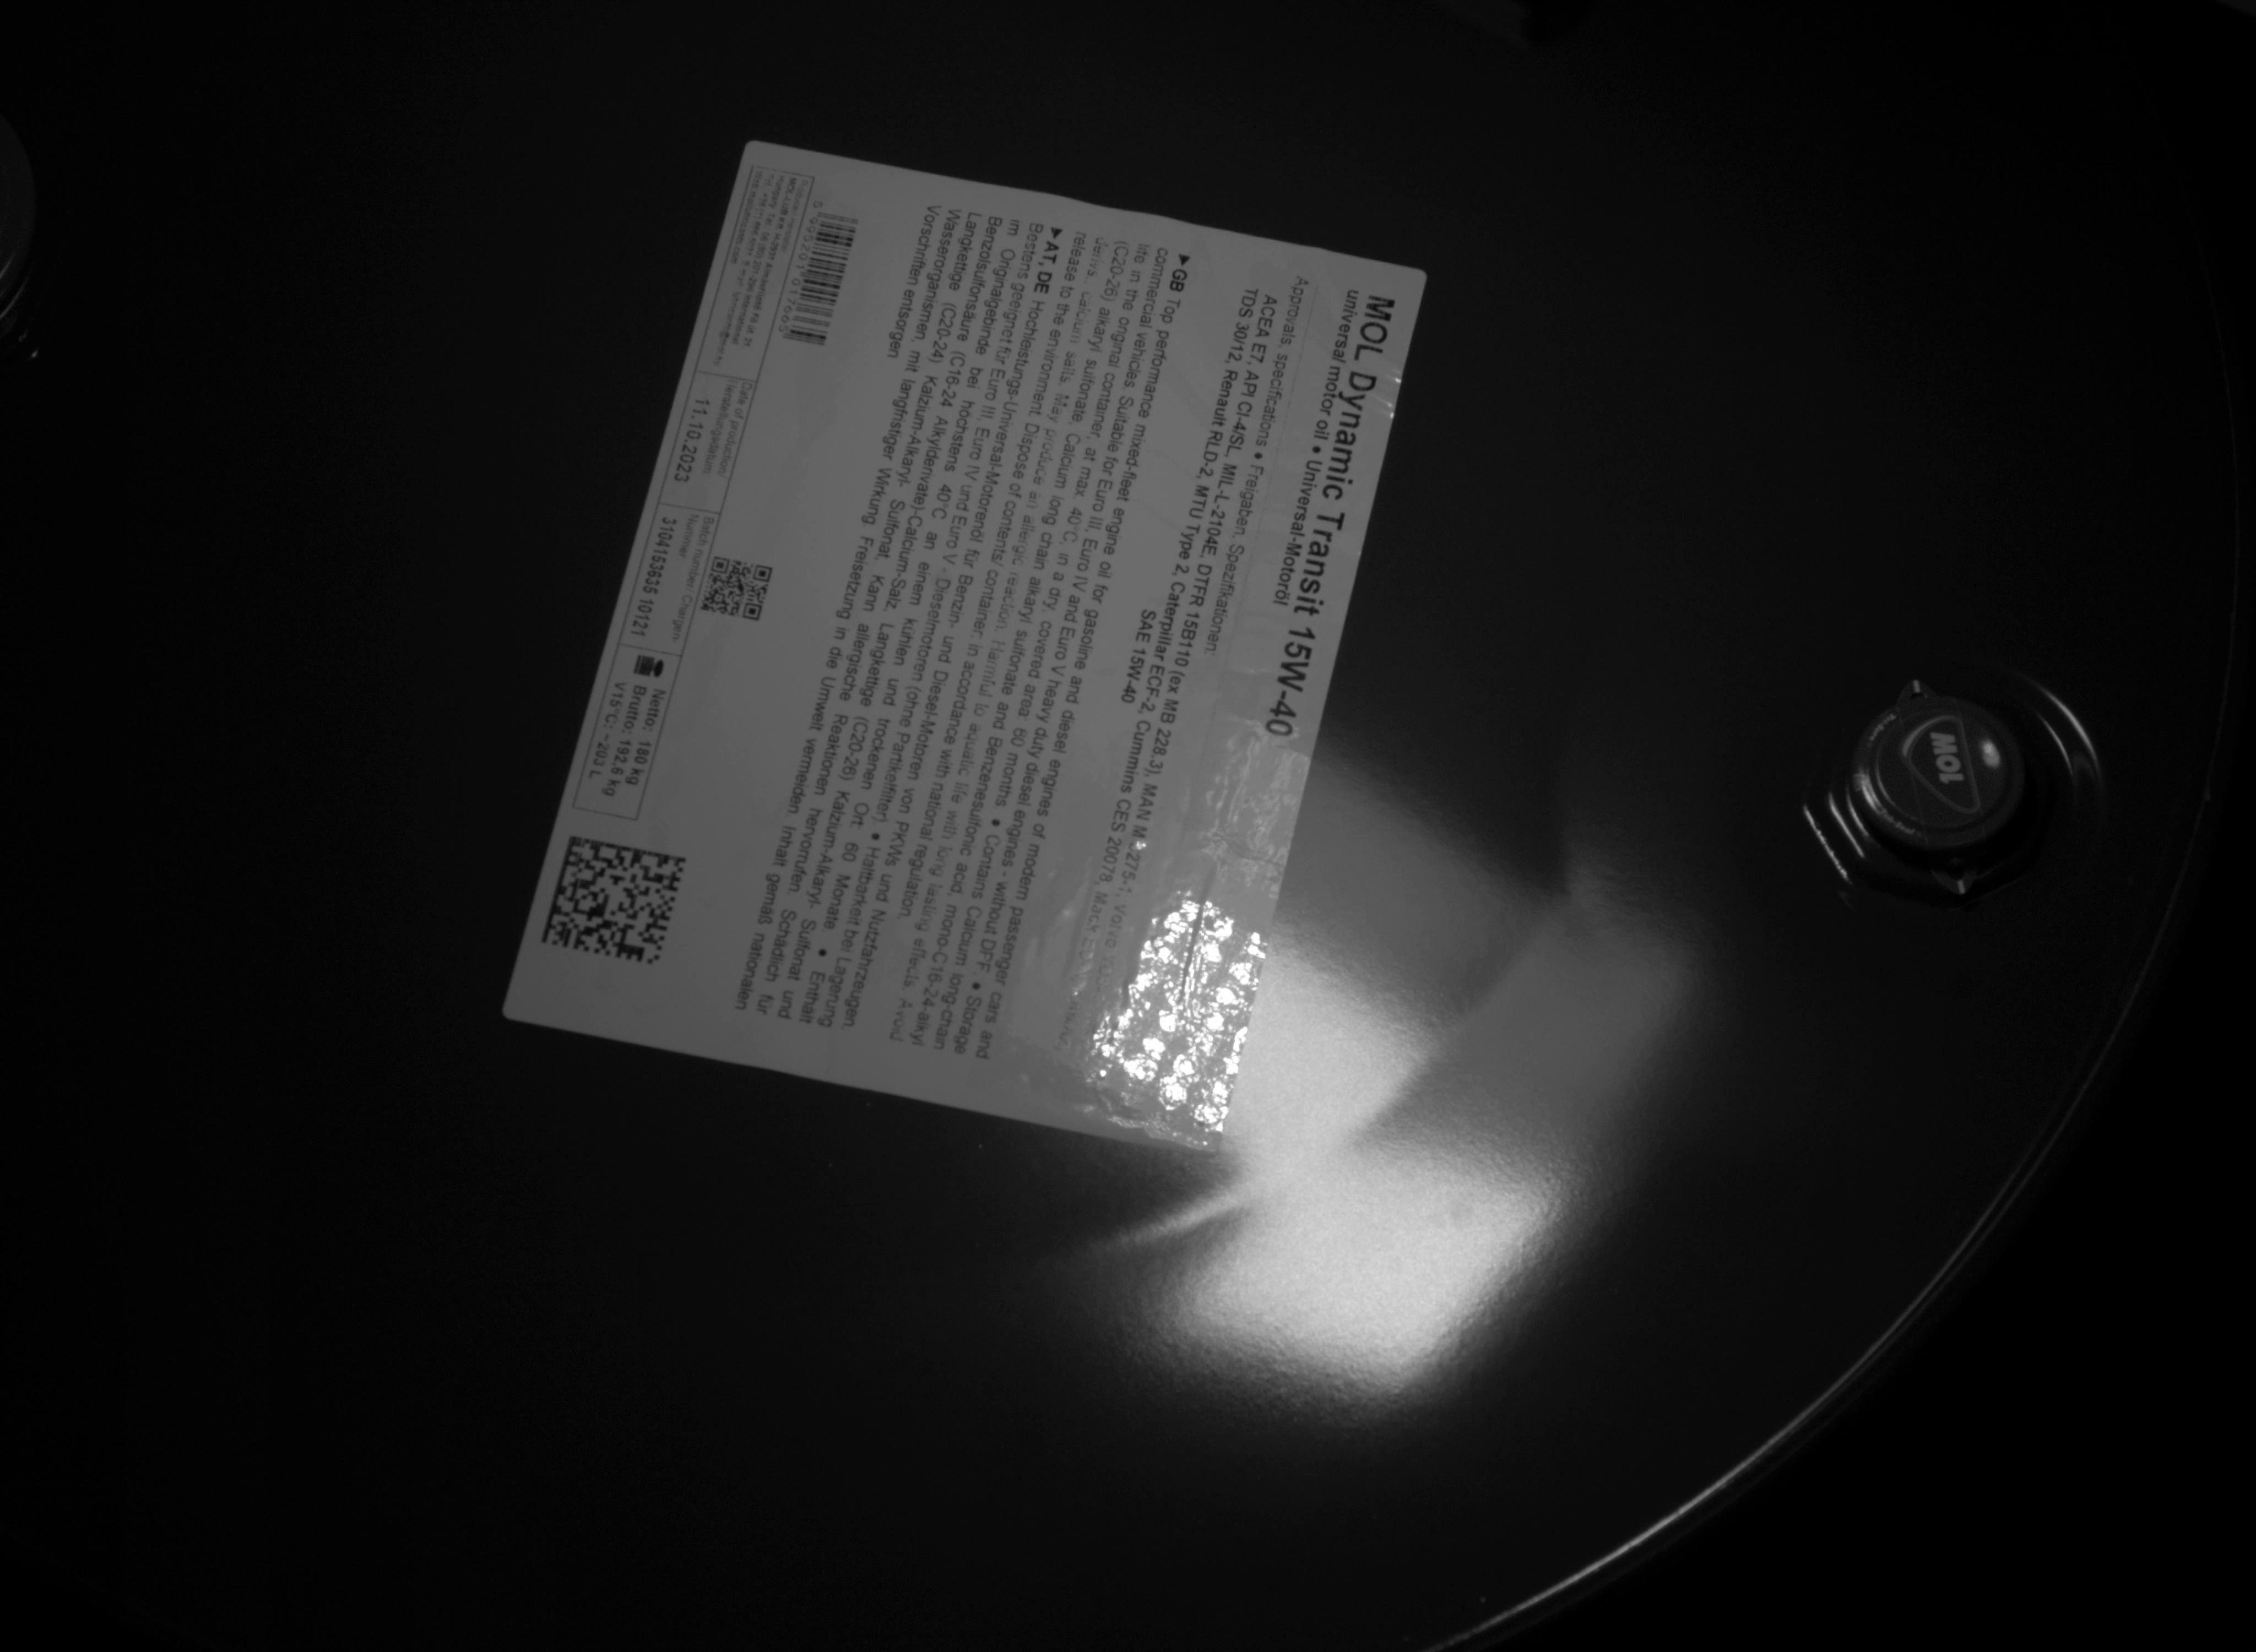 MOL Dynamic Transit 15W-40
universal motor oil • Universal-Motoröl
Approvals, specifications • Freigaben, Spezifikationen:
ACEA E7, API CI-4/SL, MIL-L-2104E, DTFR 15B110 (ex MB 228.3), MAN M 3275-1, Volvo
TDS 30/12, Renault RLD-2, MTU Type 2, Caterpillar ECF-2, Cummins CES 20078, Mack
SAE 15W-40
►GB Top performance mixed-fleet engine oil for gasoline and diesel engines of modern passenger cars and
commercial vehicles. Suitable for Euro III, Euro IV and Euro V heavy duty diesel engines - without DPF. • Storage
life in the original container, at max. 40°C, in a dry, covered area: 60 months. • Contains Calcium long-chain
(C20-26) alkaryl sulfonate, Calcium long chain alkaryl sulfonate and Benzenesulfonic acid, mono-C16-24-alkyl
derivs., calcium salts. May produce an allergic reaction. Harmful to aquatic life with long lasting effects. Avoid
release to the environment. Dispose of contents/ container in accordance with national regulation.
►AT, DE Hochleistungs-Universal-Motorenöl für Benzin- und Diesel-Motoren von PKWs und Nutzfahrzeugen.
Bestens geeignet für Euro III, Euro IV und Euro V - Dieselmotoren (ohne Partikelfilter) • Haltbarkeit bei Lagerung
im Originalgebinde bei höchstens 40°C an einem kühlen und trockenen Ort: 60 Monate. • Enthält
Benzolsulfonsäure (C16-24 Alkylderivate)-Calcium-Salz, Langkettige (C20-26) Kalzium-Alkaryl- Sulfonat und
Langkettige (C20-24) Kalzium-Alkaryl- Sulfonat. Kann allergische Reaktionen hervorrufen. Schädlich für
Wasserorganismen, mit langfristiger Wirkung. Freisetzung in die Umwelt vermeiden. Inhalt gemäß nationalen
Vorschriften entsorgen
5 995201 017665
Date of production/
Herstellungsdatum:
11.10.2023
Batch number/ Chargen-
Nummer:
3104153635 10121
Netto: 180 kg
Brutto: 192,6 kg
V15°C: ~203 L
MOL